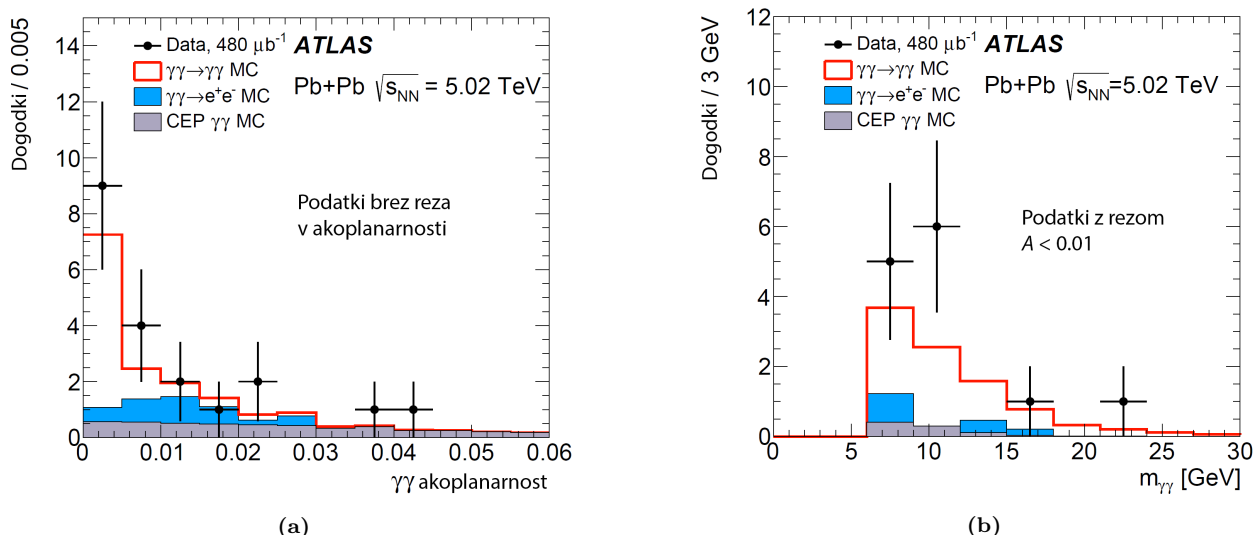 Dogodki / 0.005
14
12
10
8
6
4
2
0
Data, 480 μb⁻¹ ATLAS
γγ→γγ MC
γγ→e⁺e⁻ MC
CEP γγ MC
Pb+Pb √sNN = 5.02 TeV
Podatki brez reza
v akoplanarnosti
0 0.01 0.02 0.03 0.04 0.05 0.06
γγ akoplanarnost
(a)
Dogodki / 3 GeV
12
10
8
6
4
2
0
Data, 480 μb⁻¹ ATLAS
γγ→γγ MC
γγ→e⁺e⁻ MC
CEP γγ MC
Pb+Pb √sNN=5.02 TeV
Podatki z rezom
A < 0.01
0 5 10 15 20 25 30
mγγ [GeV]
(b)